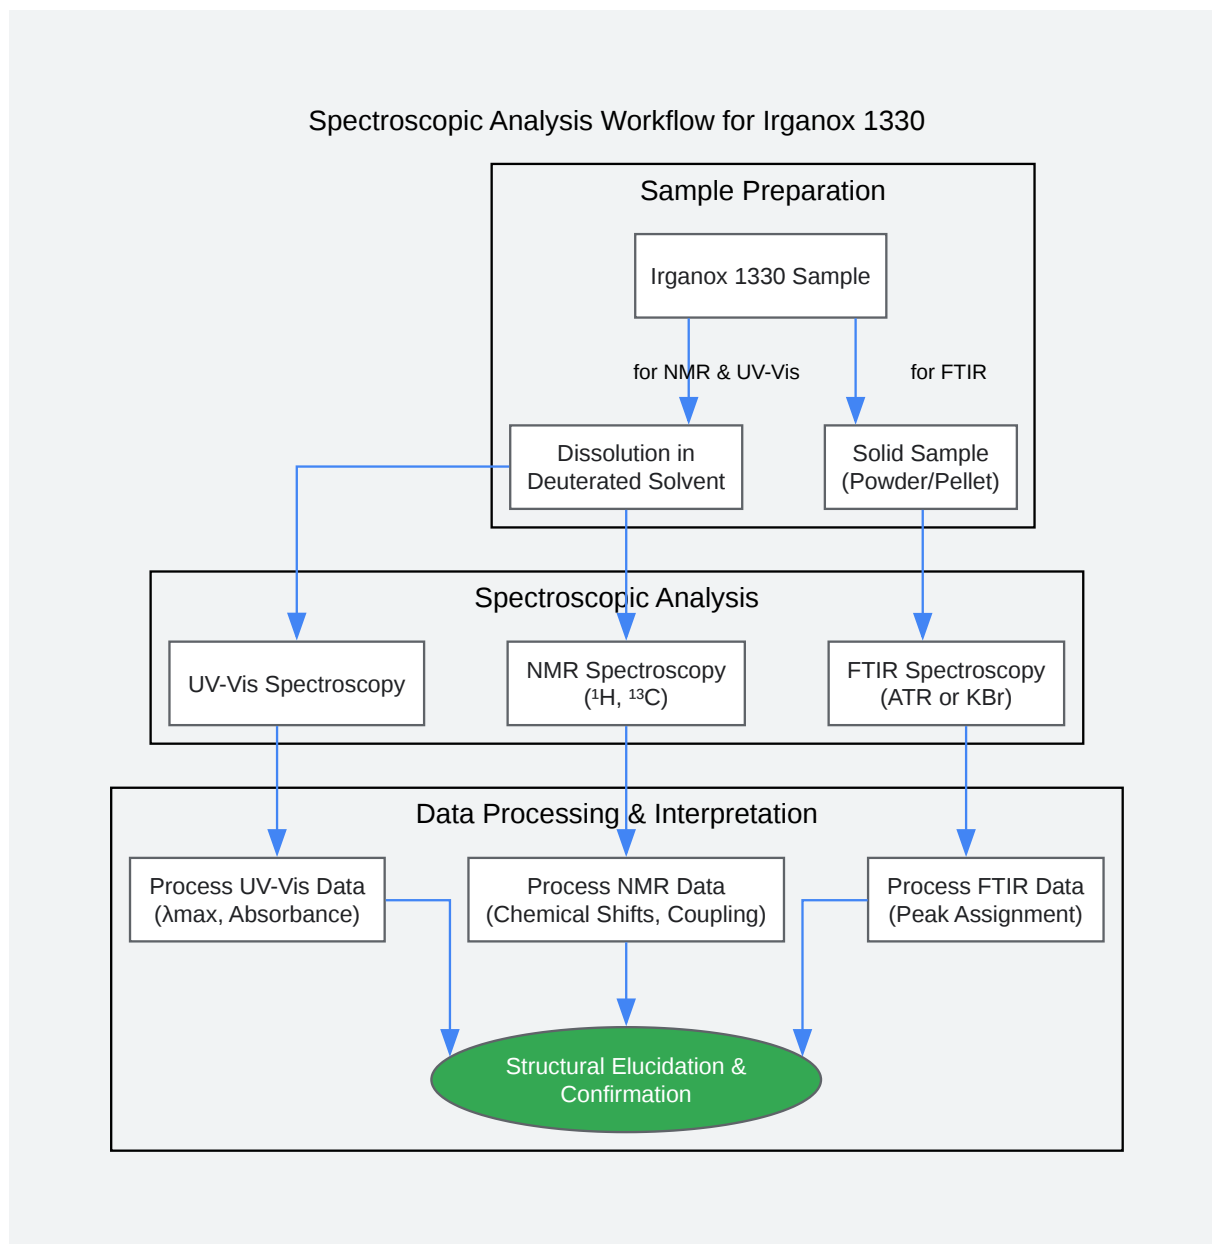 Spectroscopic Analysis Workflow for Irganox 1330
Sample Preparation
Irganox 1330 Sample
for NMR & UV-Vis
for FTIR
Dissolution in
Deuterated Solvent
Solid Sample
(Powder/Pellet)
Spectroscopic Analysis
UV-Vis Spectroscopy
NMR Spectroscopy
(¹H, ¹³C)
FTIR Spectroscopy
(ATR or KBr)
Data Processing & Interpretation
Process UV-Vis Data
(λmax, Absorbance)
Process NMR Data
(Chemical Shifts, Coupling)
Process FTIR Data
(Peak Assignment)
Structural Elucidation &
Confirmation